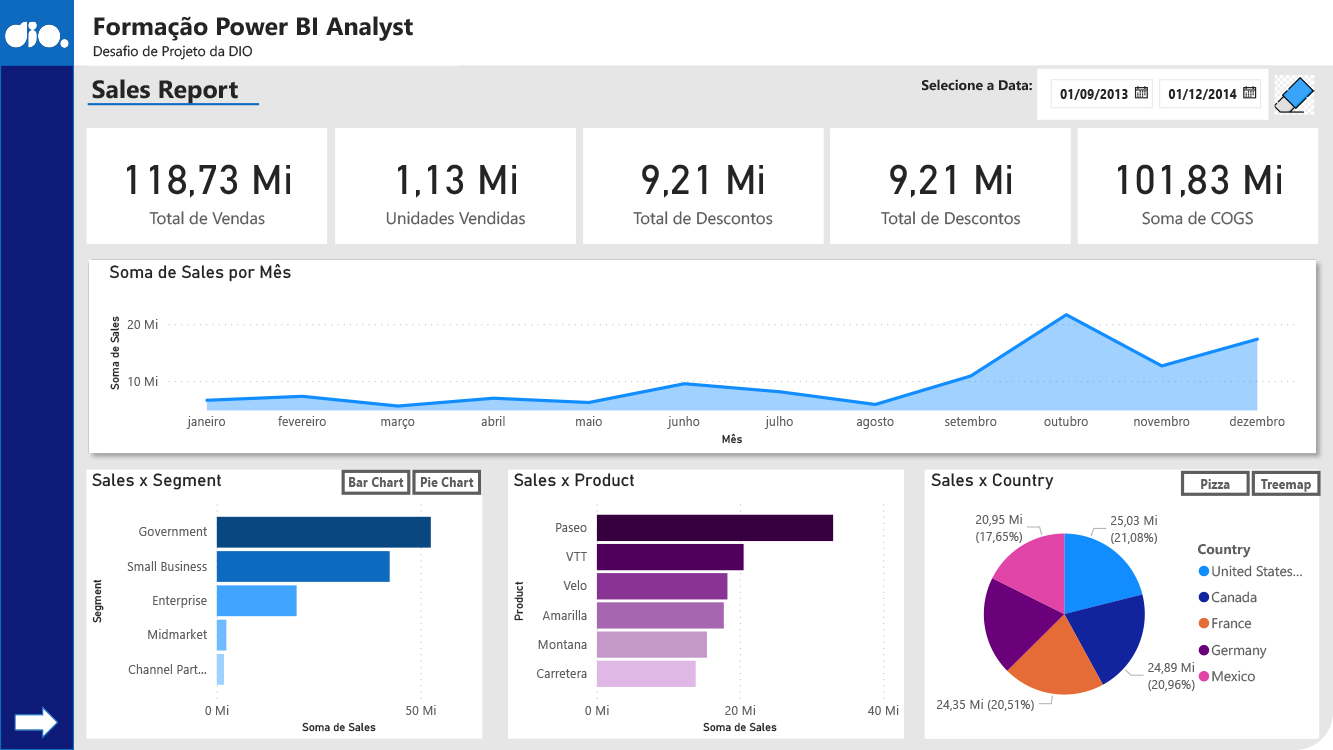 dio.
Formação Power BI Analyst
Desafio de Projeto da DIO
Sales Report
Selecione a Data:
01/09/2013
01/12/2014
118,73 Mi
Total de Vendas
1,13 Mi
Unidades Vendidas
9,21 Mi
Total de Descontos
9,21 Mi
Total de Descontos
101,83 Mi
Soma de COGS
Soma de Sales por Mês
Soma de Sales
20 Mi
10 Mi
janeiro
fevereiro
março
abril
maio
junho
julho
agosto
setembro
outubro
novembro
dezembro
Mês
Sales x Segment
Bar Chart
Pie Chart
Segment
Government
Small Business
Enterprise
Midmarket
Channel Part...
0 Mi
50 Mi
Soma de Sales
Sales x Product
Product
Paseo
VTT
Velo
Amarilla
Montana
Carretera
0 Mi
20 Mi
40 Mi
Soma de Sales
Sales x Country
Pizza
Treemap
20,95 Mi
(17,65%)
25,03 Mi
(21,08%)
24,89 Mi
(20,96%)
24,35 Mi (20,51%)
Country
United States...
Canada
France
Germany
Mexico